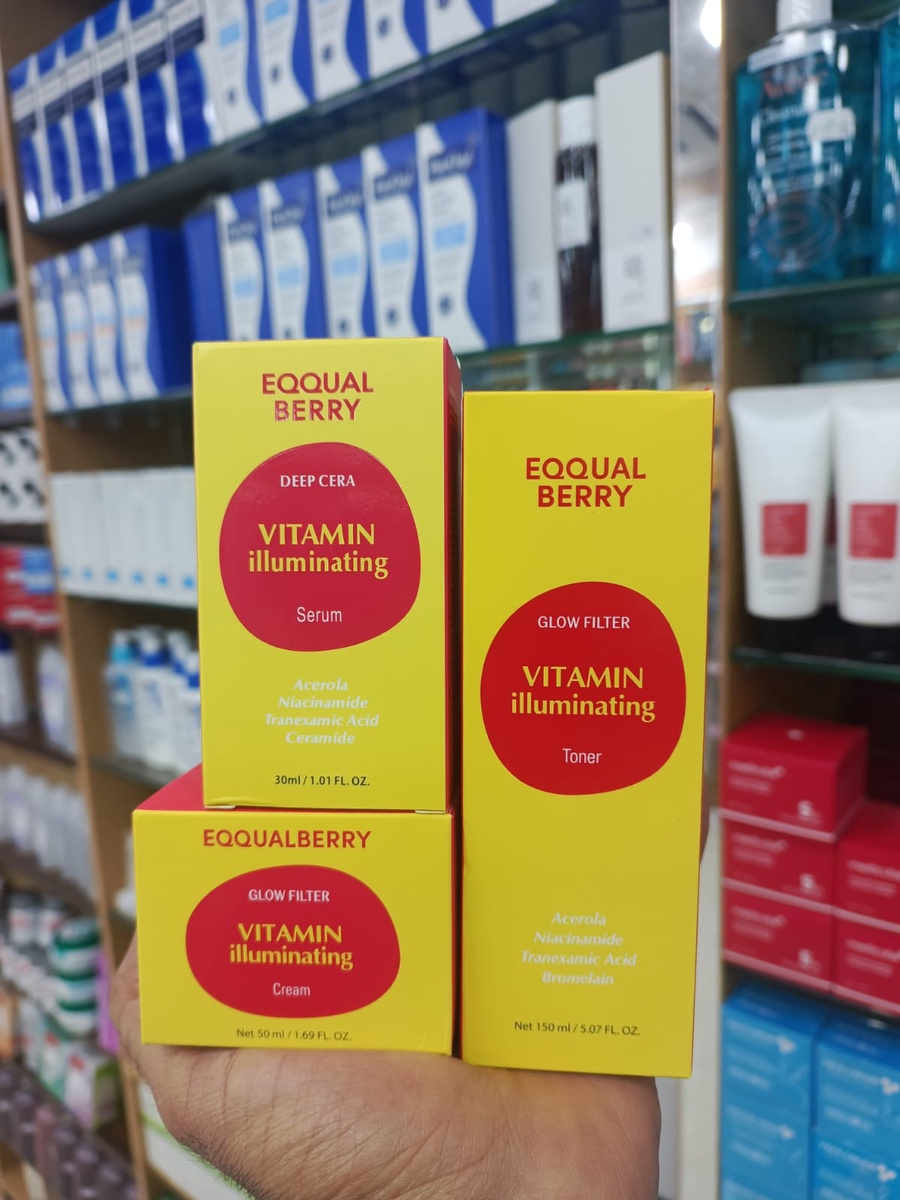 EQQUAL
BERRY
DEEP CERA
VITAMIN
illuminating
Serum
Acerola
Niacinamide
Tranexamic Acid
Ceramide
30ml / 1.01 FL. OZ.
EQQUALBERRY
GLOW FILTER
VITAMIN
illuminating
Cream
Net 50 ml / 1.69 FL. OZ.
EQQUAL
BERRY
GLOW FILTER
VITAMIN
illuminating
Toner
Acerola
Niacinamide
Tranexamic Acid
Bromelain
Net 150 ml / 5.07 FL. OZ.